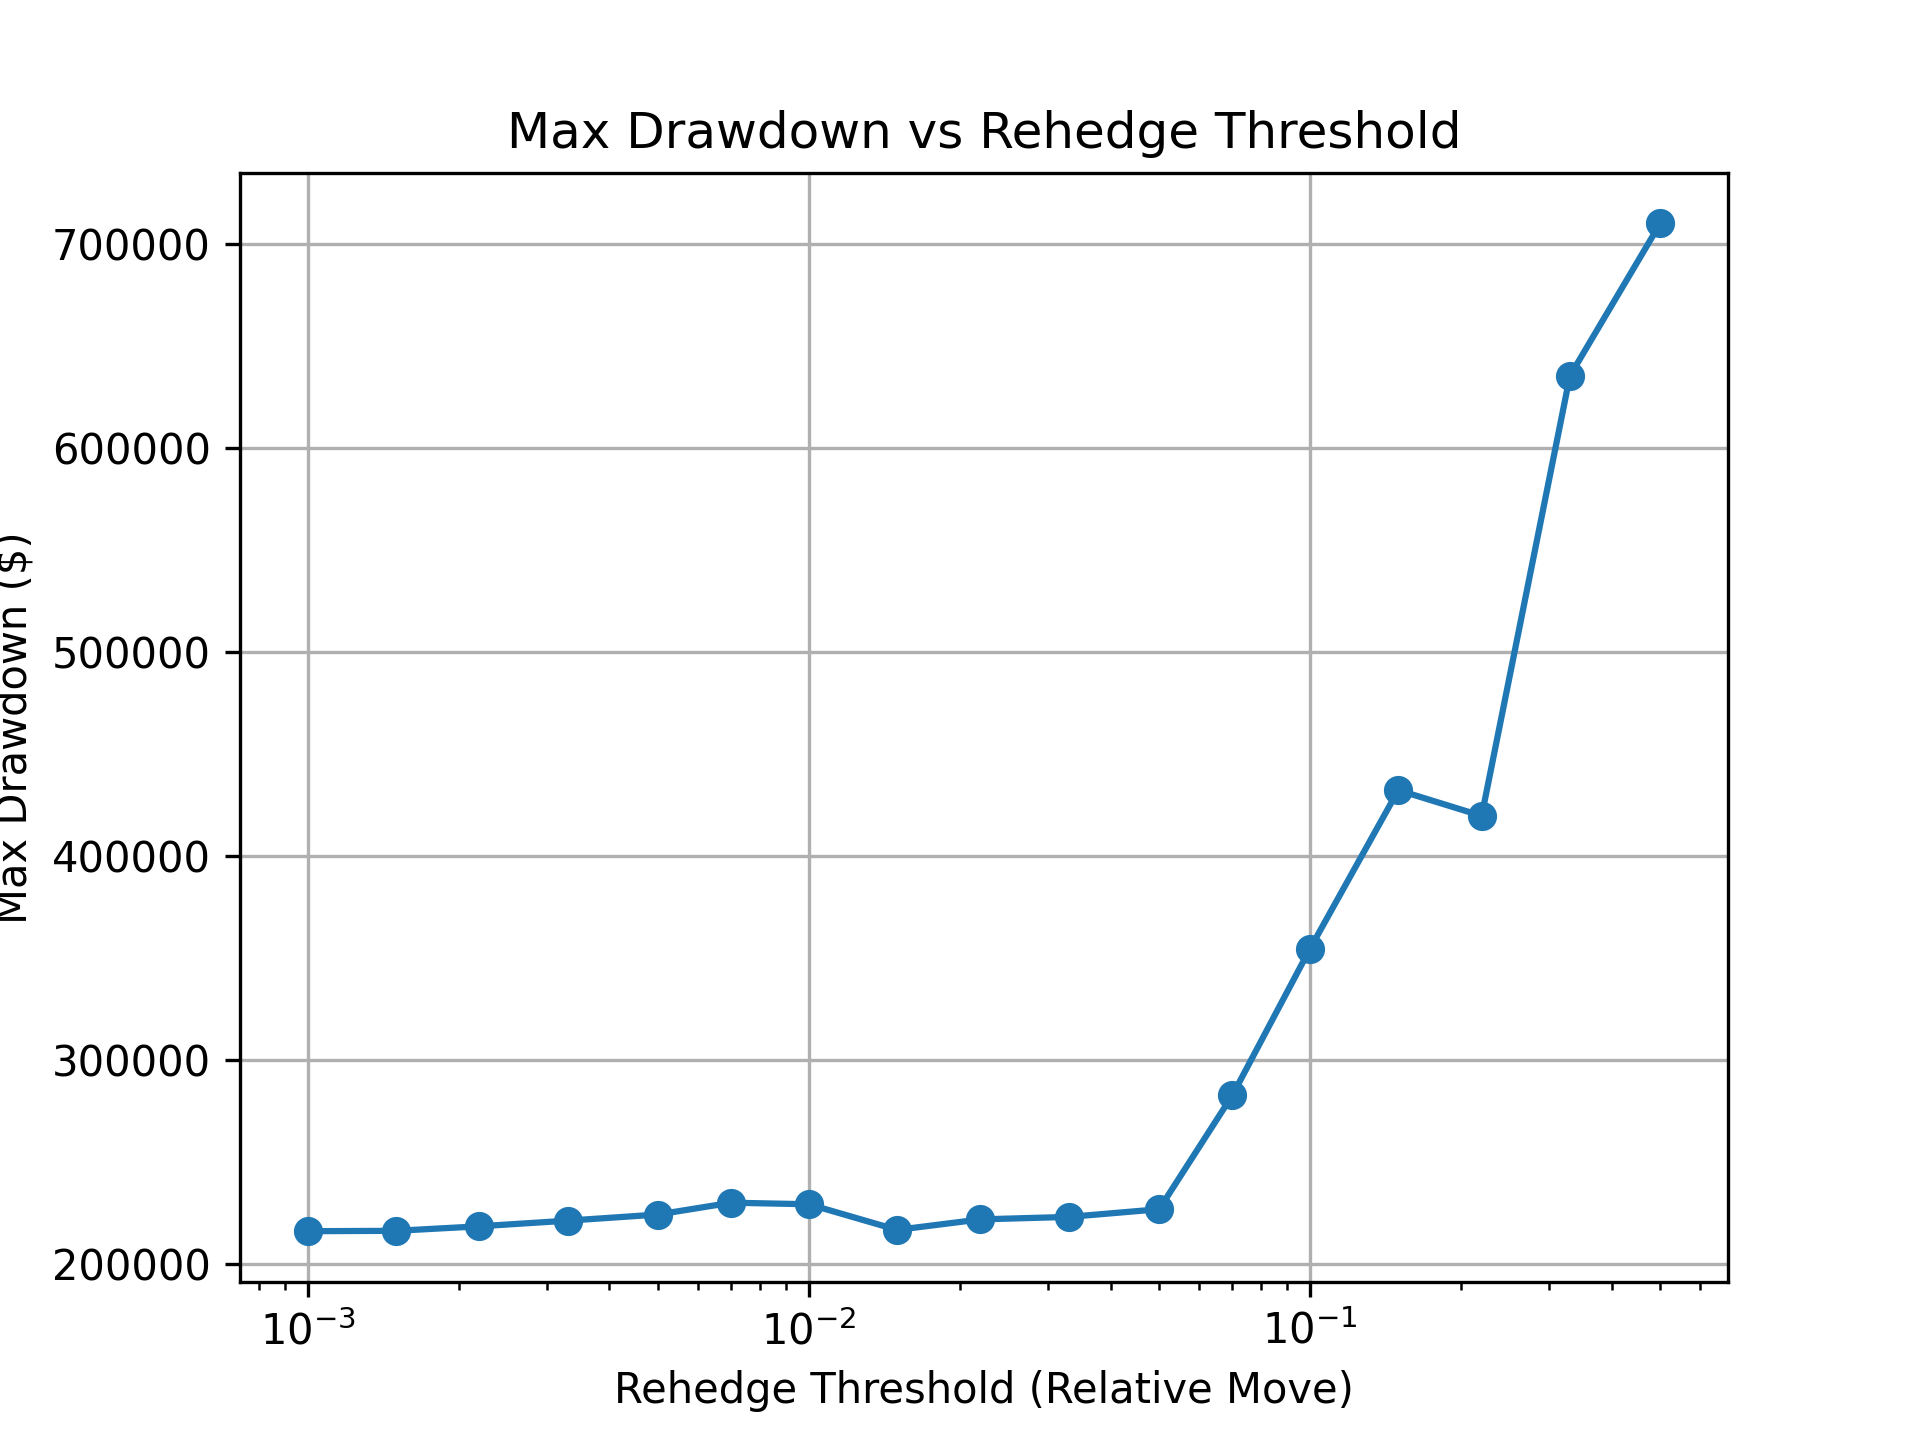 Max Drawdown vs Rehedge Threshold
Max Drawdown ($)
700000
600000
500000
400000
300000
200000
10⁻³ 10⁻² 10⁻¹
Rehedge Threshold (Relative Move)